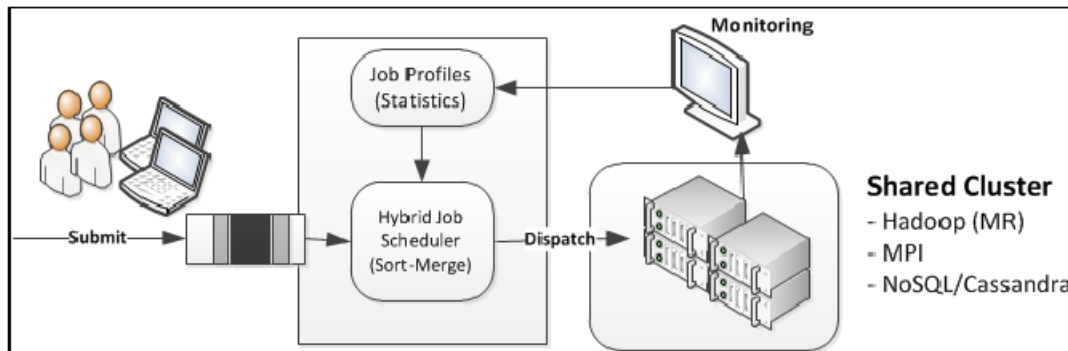 Monitoring
Job Profiles
(Statistics)
Submit
Hybrid Job
Scheduler
(Sort-Merge)
Dispatch
Shared Cluster
- Hadoop (MR)
- MPI
- NoSQL/Cassandra